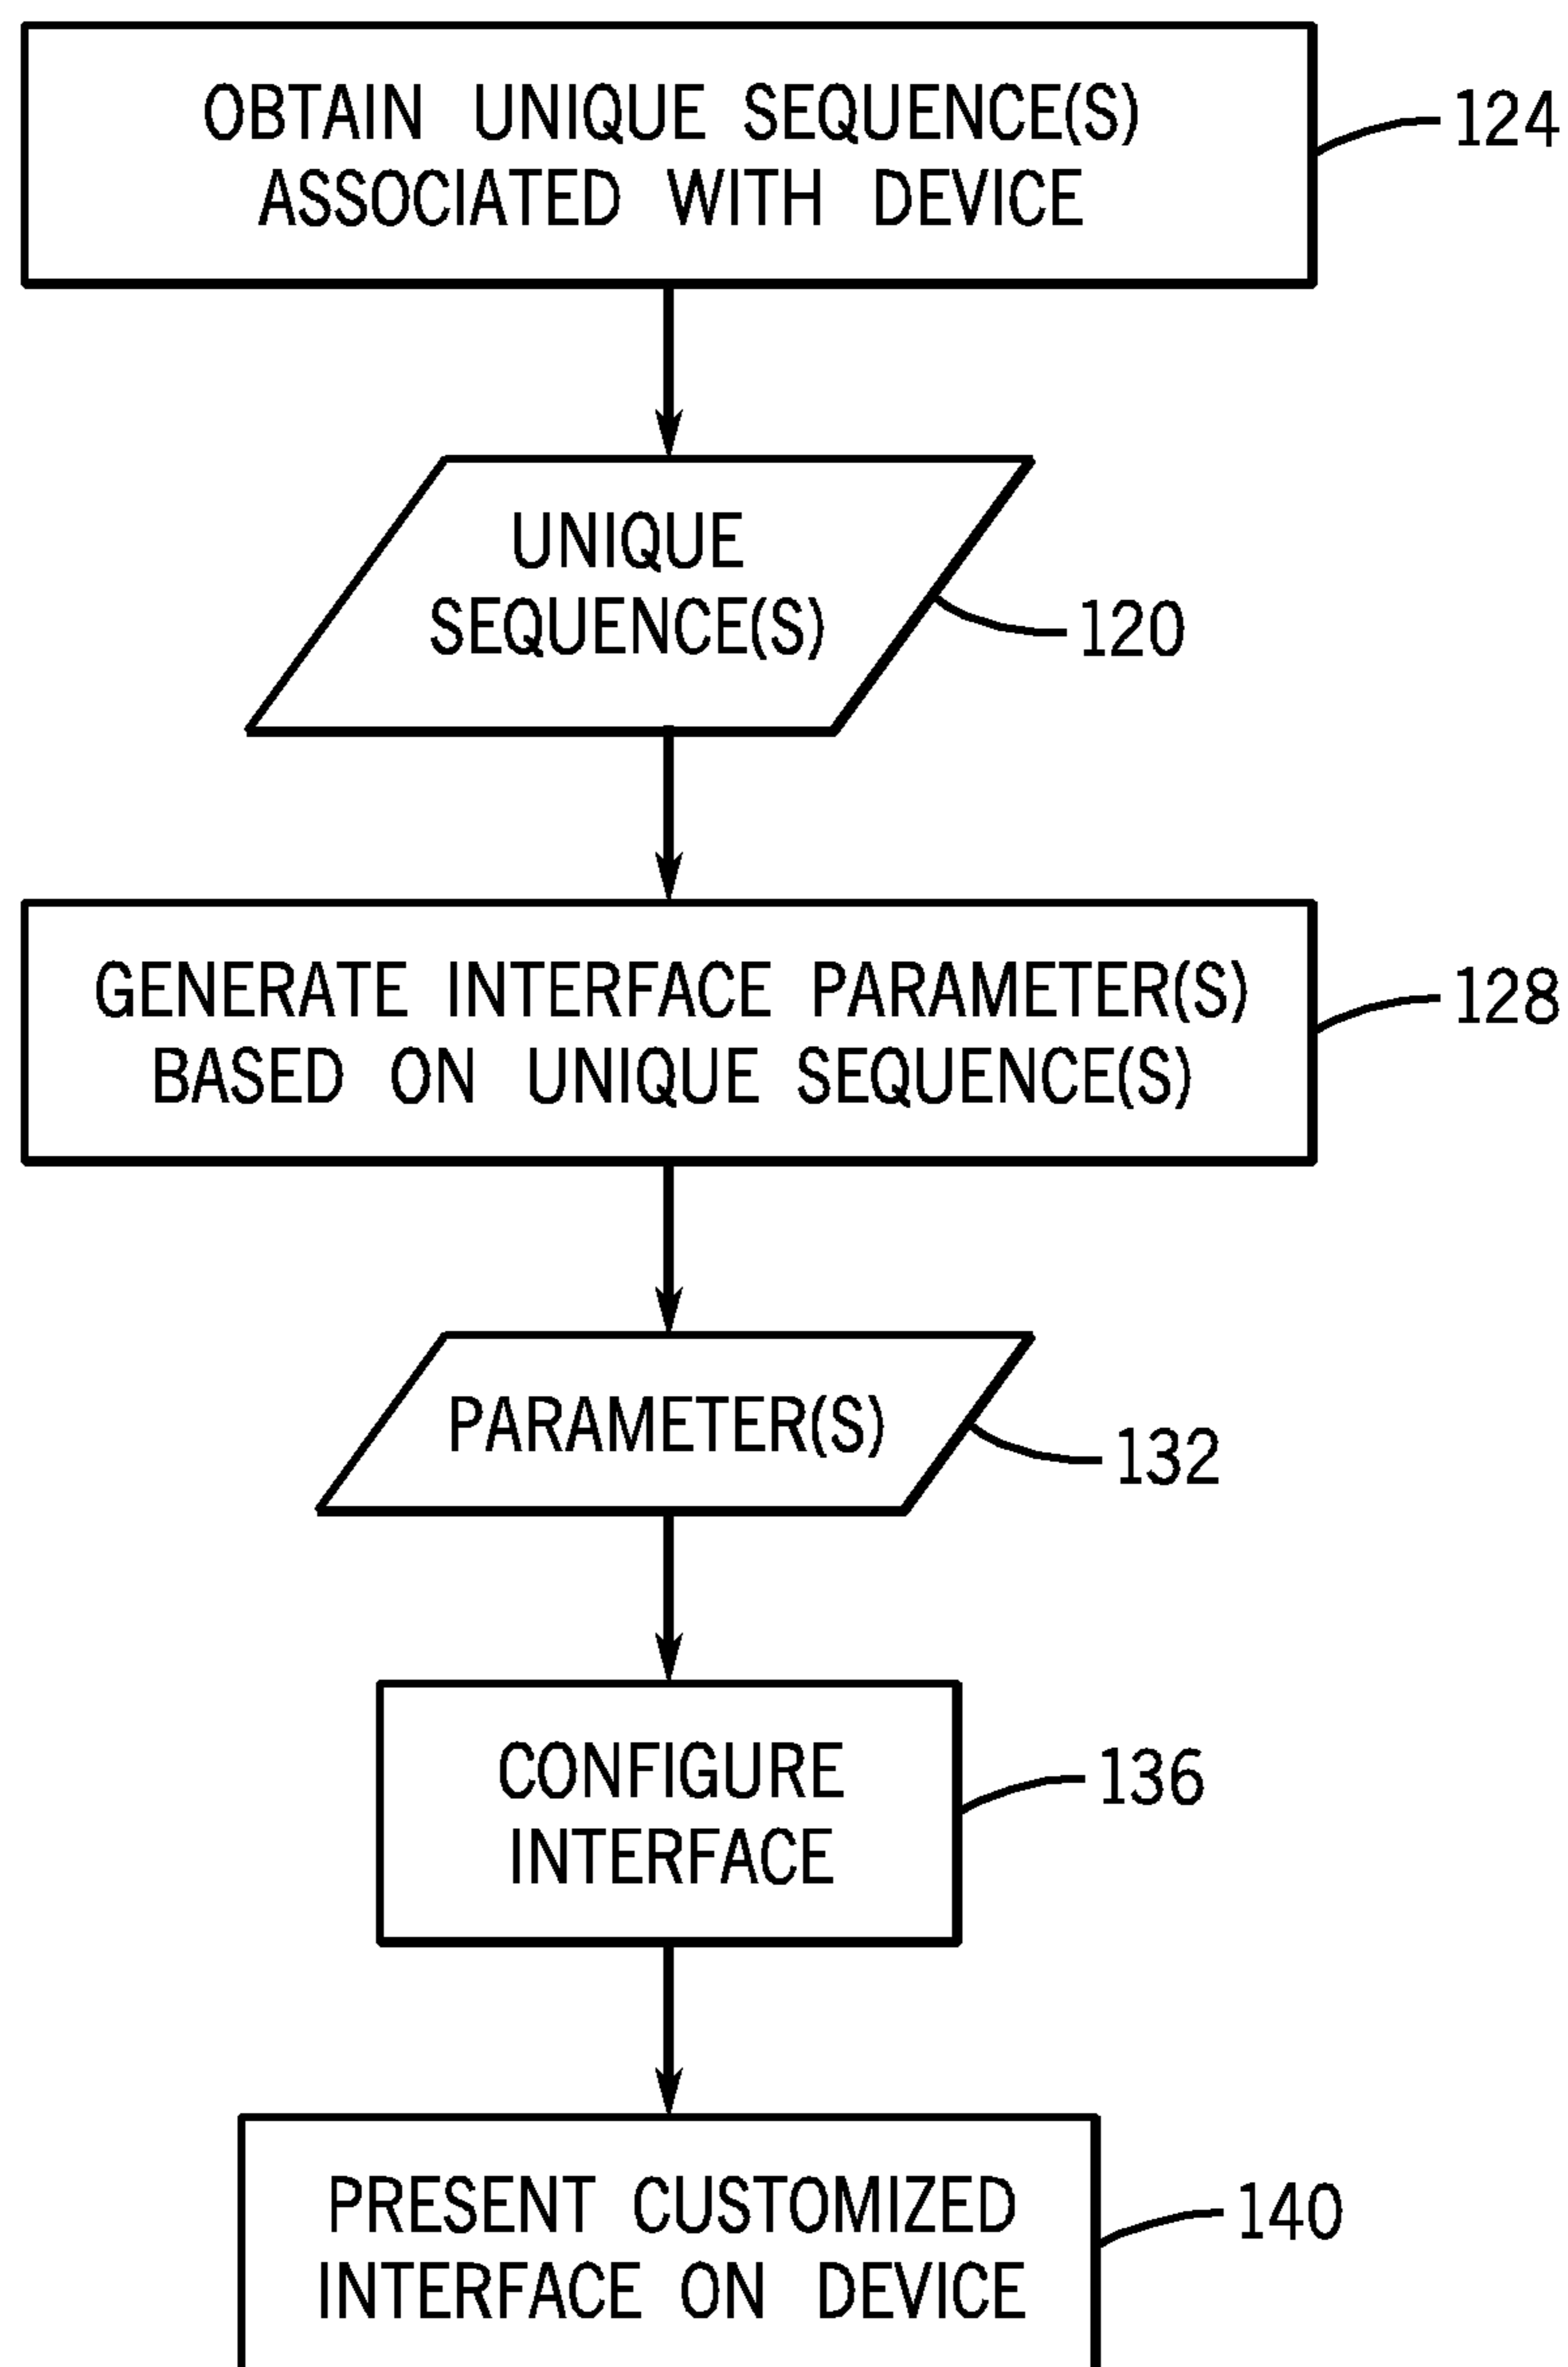 OBTAIN UNIQUE SEQUENCE(S)
ASSOCIATED WITH DEVICE
124
UNIQUE
SEQUENCE(S)
120
GENERATE INTERFACE PARAMETER(S)
BASED ON UNIQUE SEQUENCE(S)
128
PARAMETER(S)
132
CONFIGURE
INTERFACE
136
PRESENT CUSTOMIZED
INTERFACE ON DEVICE
140